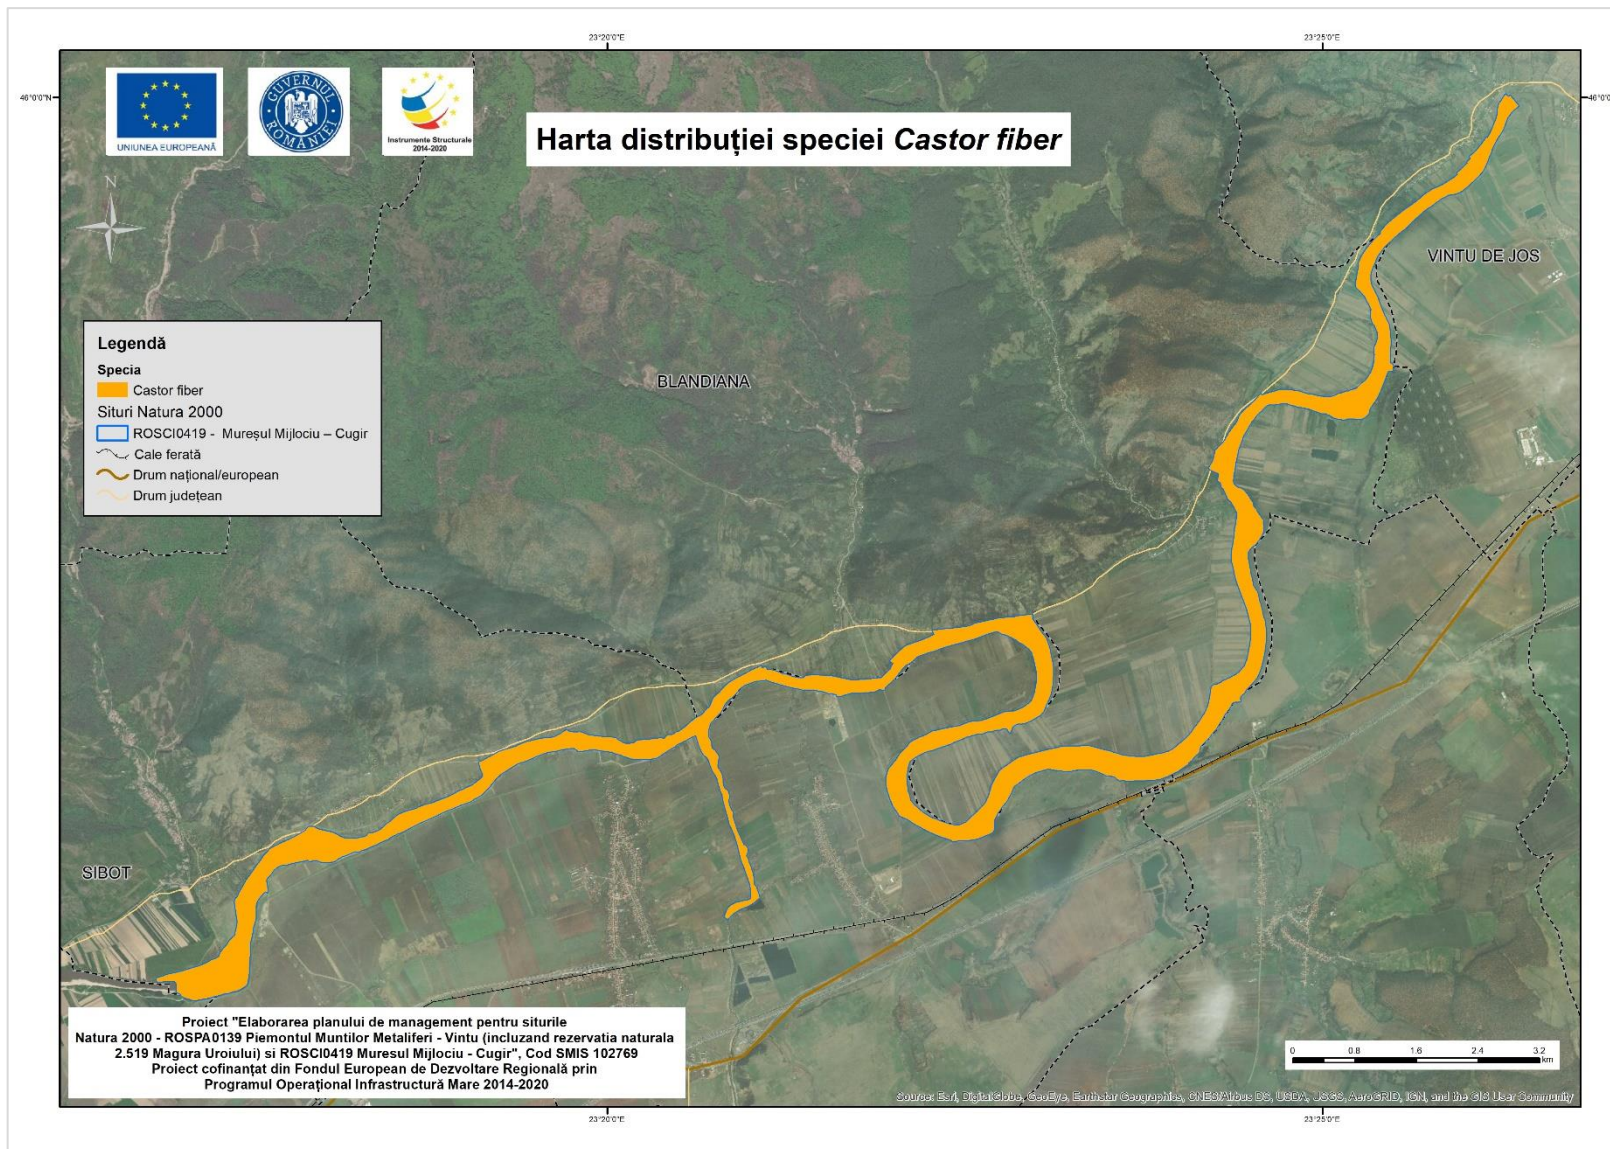 23°20'0"E
23°25'0"E
46°0'0"N
46°0'0
UNIUNEA EUROPEANĂ
GUVERNUL ROMÂNIEI
Instrumente Structurale
2014-2020
Harta distribuției speciei Castor fiber
N
VINTU DE JOS
BLANDIANA
SIBOT
Legendă
Specia
Castor fiber
Situri Natura 2000
ROSCI0419 - Mureșul Mijlociu – Cugir
Cale ferată
Drum național/european
Drum județean
Proiect "Elaborarea planului de management pentru siturile
Natura 2000 - ROSPA0139 Piemontul Muntilor Metaliferi - Vintu (incluzand rezervatia naturala
2.519 Magura Uroiului) si ROSCI0419 Muresul Mijlociu - Cugir", Cod SMIS 102769
Proiect cofinanțat din Fondul European de Dezvoltare Regională prin
Programul Operațional Infrastructură Mare 2014-2020
0 0.8 1.6 2.4 3.2
km
Source: Esri, DigitalGlobe, GeoEye, Earthstar Geographics, CNES/Airbus DS, USDA, USGS, AeroGRID, IGN, and the GIS User Community
23°20'0"E
23°25'0"E